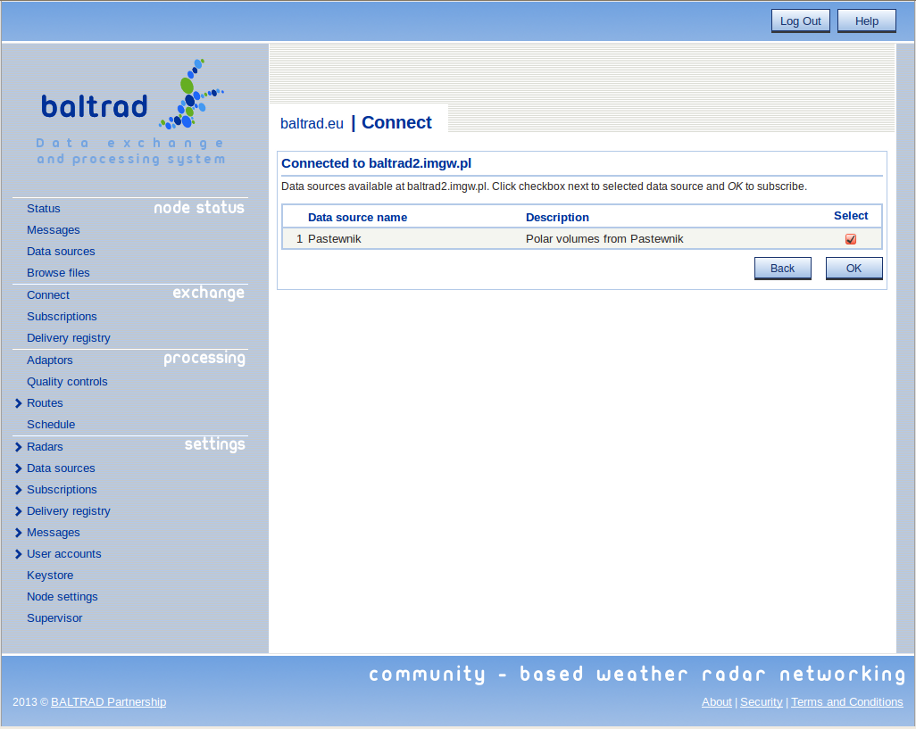 Log Out Help
baltrad
Data exchange
and processing system
baltrad.eu | Connect
Connected to baltrad2.imgw.pl
Data sources available at baltrad2.imgw.pl. Click checkbox next to selected data source and OK to subscribe.
Data source name Description Select
1 Pastewnik Polar volumes from Pastewnik
Back OK
node status
Status
Messages
Data sources
Browse files
exchange
Connect
Subscriptions
Delivery registry
processing
Adaptors
Quality controls
Routes
Schedule
settings
Radars
Data sources
Subscriptions
Delivery registry
Messages
User accounts
Keystore
Node settings
Supervisor
community - based weather radar networking
2013 © BALTRAD Partnership
About | Security | Terms and Conditions